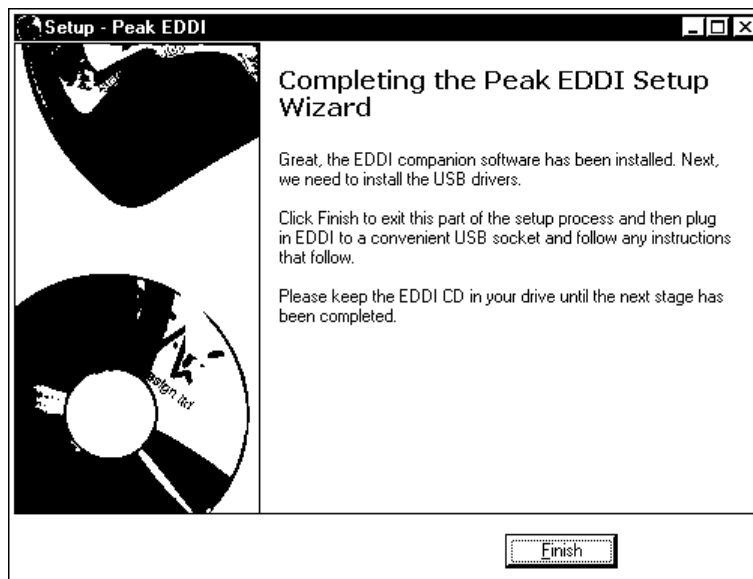 Setup - Peak EDDI
Completing the Peak EDDI Setup
Wizard
Great, the EDDI companion software has been installed. Next,
we need to install the USB drivers.
Click Finish to exit this part of the setup process and then plug
in EDDI to a convenient USB socket and follow any instructions
that follow.
Please keep the EDDI CD in your drive until the next stage has
been completed.
esign ltd
Finish